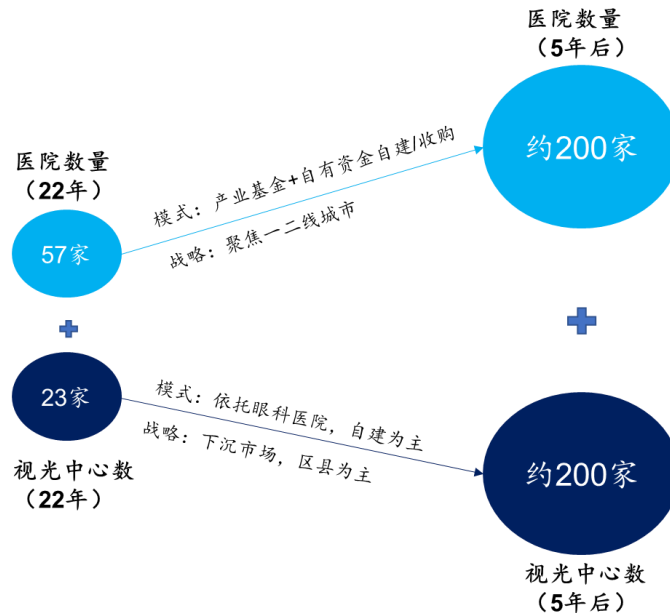 医院数量
（5年后）
约200家
医院数量
（22年）
57家
模式：产业基金+自有资金自建/收购
战略：聚焦一二线城市
23家
视光中心数
（22年）
模式：依托眼科医院，自建为主
战略：下沉市场，区县为主
约200家
视光中心数
（5年后）